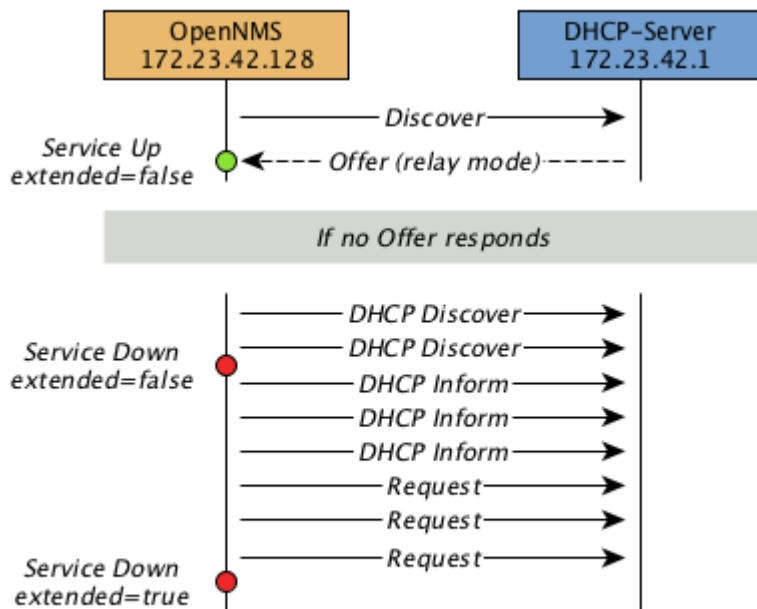 OpenNMS
172.23.42.128
DHCP-Server
172.23.42.1
Discover
Service Up
extended=false
Offer (relay mode)
If no Offer responds
DHCP Discover
DHCP Discover
Service Down
extended=false
DHCP Inform
DHCP Inform
DHCP Inform
Request
Request
Request
Service Down
extended=true